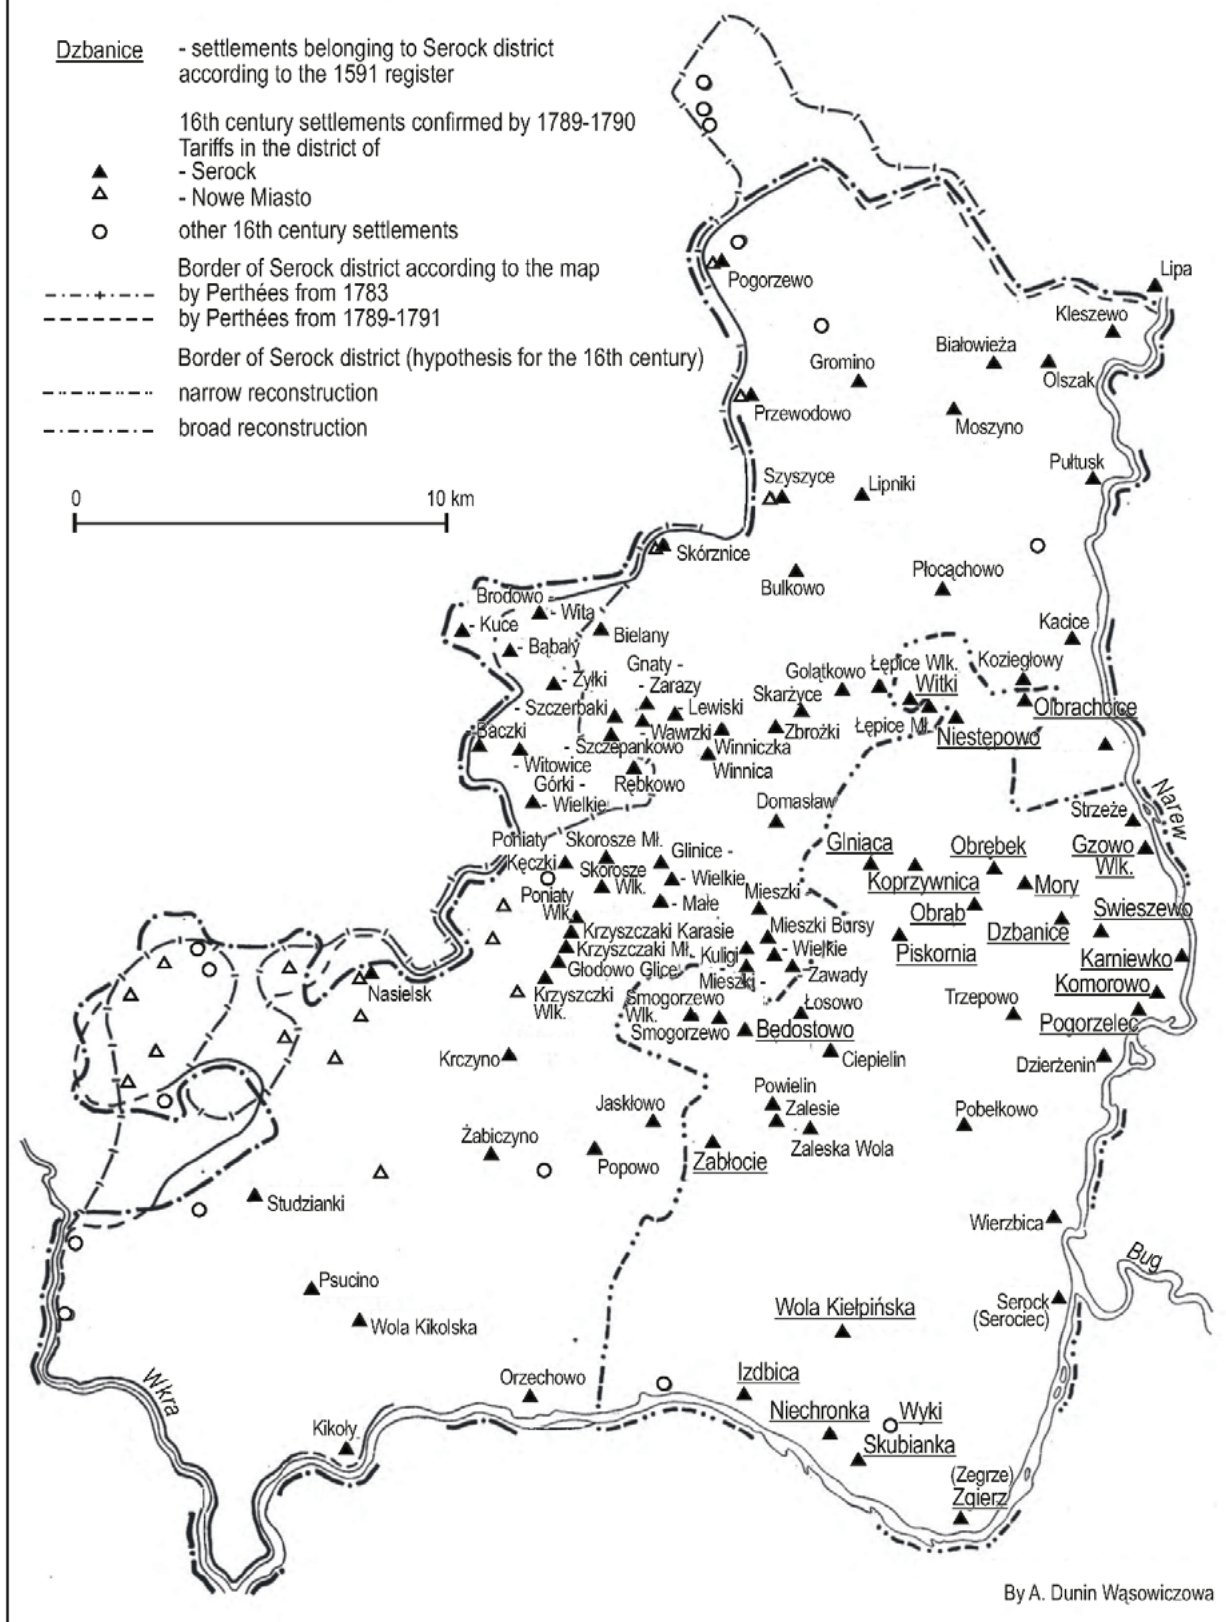 Dzbanice
- settlements belonging to Serock district
according to the 1591 register
16th century settlements confirmed by 1789-1790
Tariffs in the district of
- Serock
- Nowe Miasto
other 16th century settlements
Border of Serock district according to the map
by Perthées from 1783
by Perthées from 1789-1791
Border of Serock district (hypothesis for the 16th century)
narrow reconstruction
broad reconstruction
0
10 km
Lipa
Pogorzewo
Kleszewo
Białowieża
Gromino
Olszak
Przewodowo
Moszyno
Pułtusk
Szyszyce
Lipniki
Skórznice
Bulkowo
Płocąchowo
Brodowo -
- Wita
- Kuce
Bielany
Kacice
- Bąbały
Gnaty -
Golątkowo
Łępice Wlk.
Koziegłowy
- Żyłki
- Zarazy
Skarżyce
Witki
- Szczerbaki
- Lewiski
Olbrachcice
- Wawrzki
Zbrożki
Łępice Mł.
Niestępowo
Baczki
- Szczepankowo
Winniczka
- Witowice
Winnica
Górki -
Rębkowo
- Wielkie
Domasław
Strzeże
Narew
Poniaty
Skorosze Mł.
Glinice -
Glniąca
Obrębek
Gzowo
Wlk.
Kęczki
Skorosze
Wlk.
- Wielkie
Koprzywnica
Mory
Poniaty
Wlk.
- Małe
Mieszki
Obrąb
Swieszewo
Krzyszczaki Karasie
Mieszki Bursy
Dzbanice
Krzyszczaki Mł.
- Kuligi
- Wielkie
Piskornia
Karniewko
Głodowo Glice
Mieszki -
Zawady
Nasielsk
Krzyszczki
Wlk.
Smogorzewo
Wlk.
Łosowo
Trzepowo
Komorowo
Smogorzewo
Będostowo
Pogorzelec
Krczyno
Ciepielin
Dzierżenin
Powielin
Jaskłowo
Zalesie
Pobełkowo
Żabiczyno
Zaleska Wola
Popowo
Zabłocie
Studzianki
Wierzbica
Bug
Psucino
Serock
(Serociec)
Wola Kiełpińska
Wola Kikolska
Wkra
Orzechowo
Izdbica
Niechronka
Wyki
Kikoły
Skubianka
(Zegrze)
Zgierz
By A. Dunin Wąsowiczowa